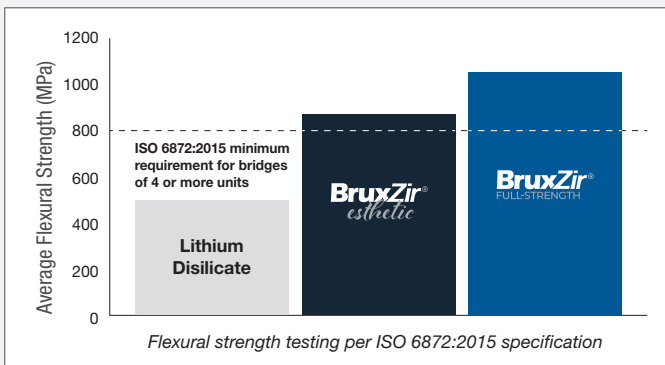 Average Flexural Strength (MPa)
1200
1000
800
600
400
200
0
ISO 6872:2015 minimum
requirement for bridges
of 4 or more units
Lithium
Disilicate
BruxZir®
esthetic
BruxZir®
FULL-STRENGTH
Flexural strength testing per ISO 6872:2015 specification